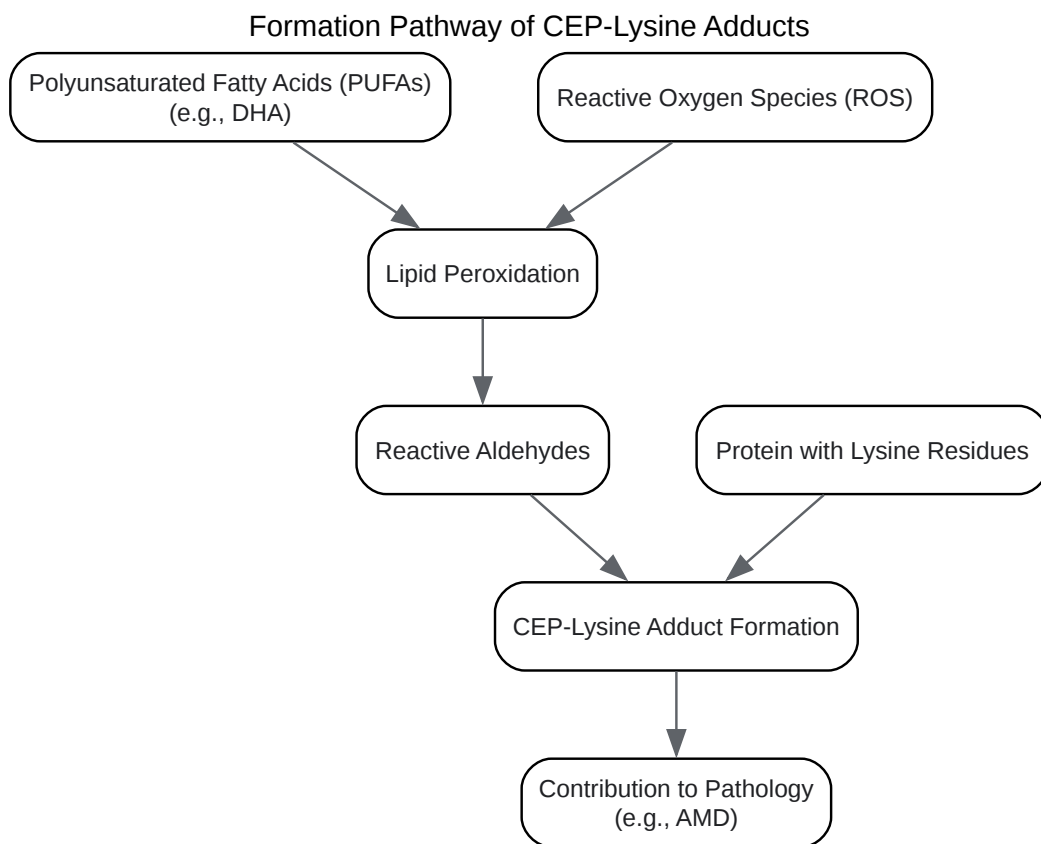 Formation Pathway of CEP-Lysine Adducts
Polyunsaturated Fatty Acids (PUFAs)
(e.g., DHA)
Reactive Oxygen Species (ROS)
Lipid Peroxidation
Reactive Aldehydes
Protein with Lysine Residues
CEP-Lysine Adduct Formation
Contribution to Pathology
(e.g., AMD)